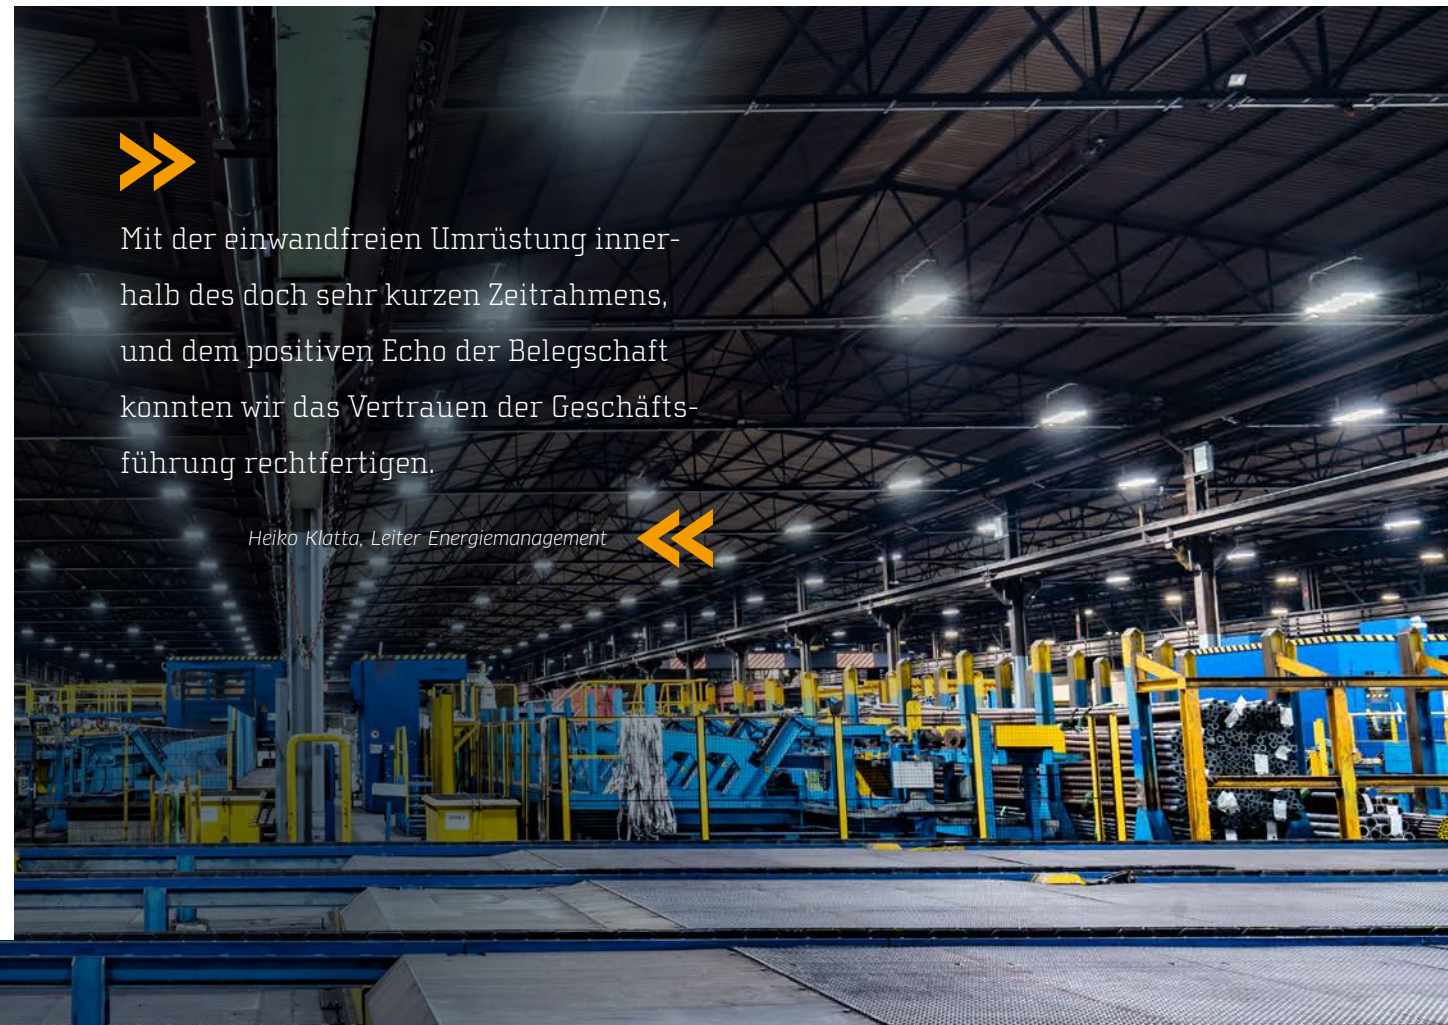 »
Mit der einwandfreien Umrüstung inner-
halb des doch sehr kurzen Zeitrahmens,
und dem positiven Echo der Belegschaft
konnten wir das Vertrauen der Geschäfts-
führung rechtfertigen.
Heiko Klatta, Leiter Energiemanagement «